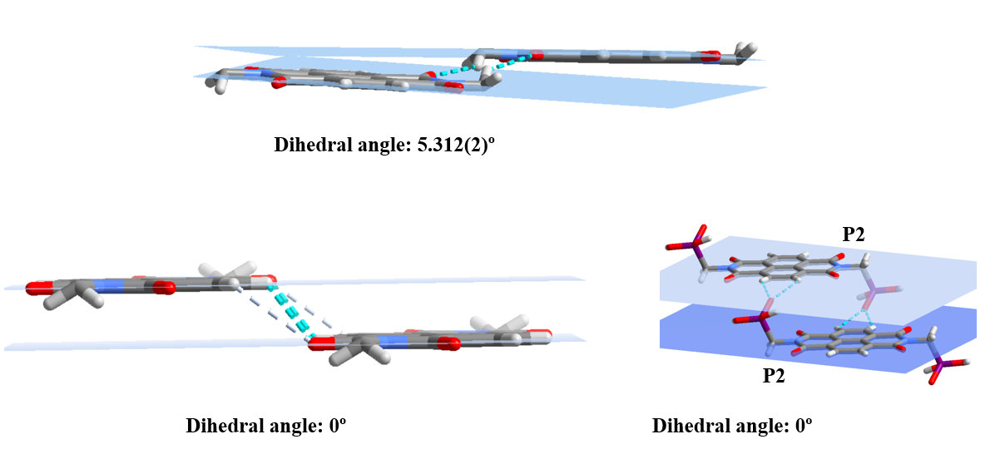 Dihedral angle: 5.312(2)º
P2
P2
Dihedral angle: 0º
Dihedral angle: 0º